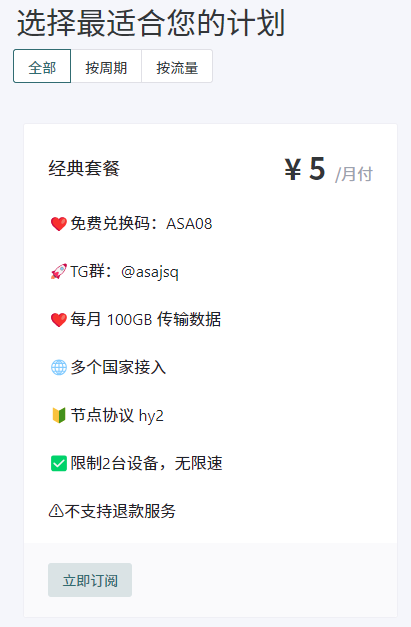 选择最适合您的计划
全部 按周期 按流量
经典套餐 ¥ 5 /月付
❤️免费兑换码：ASA08
🚀TG群：@asajsq
❤️每月 100GB 传输数据
🌐多个国家接入
🔰节点协议 hy2
✅限制2台设备，无限速
⚠不支持退款服务
立即订阅